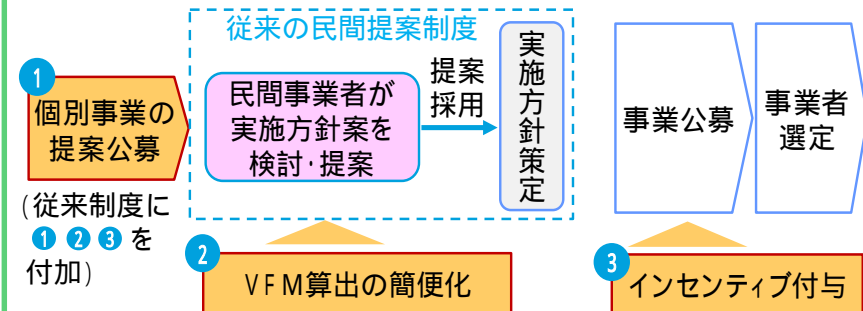 従来の民間提案制度
1
個別事業の
提案公募
民間事業者が
実施方針案を
検討・提案
提案
採用
実施方針策定
事業公募
事業者
選定
(従来制度に
1 2 3 を
付加)
2
VFM算出の簡便化
3
インセンティブ付与